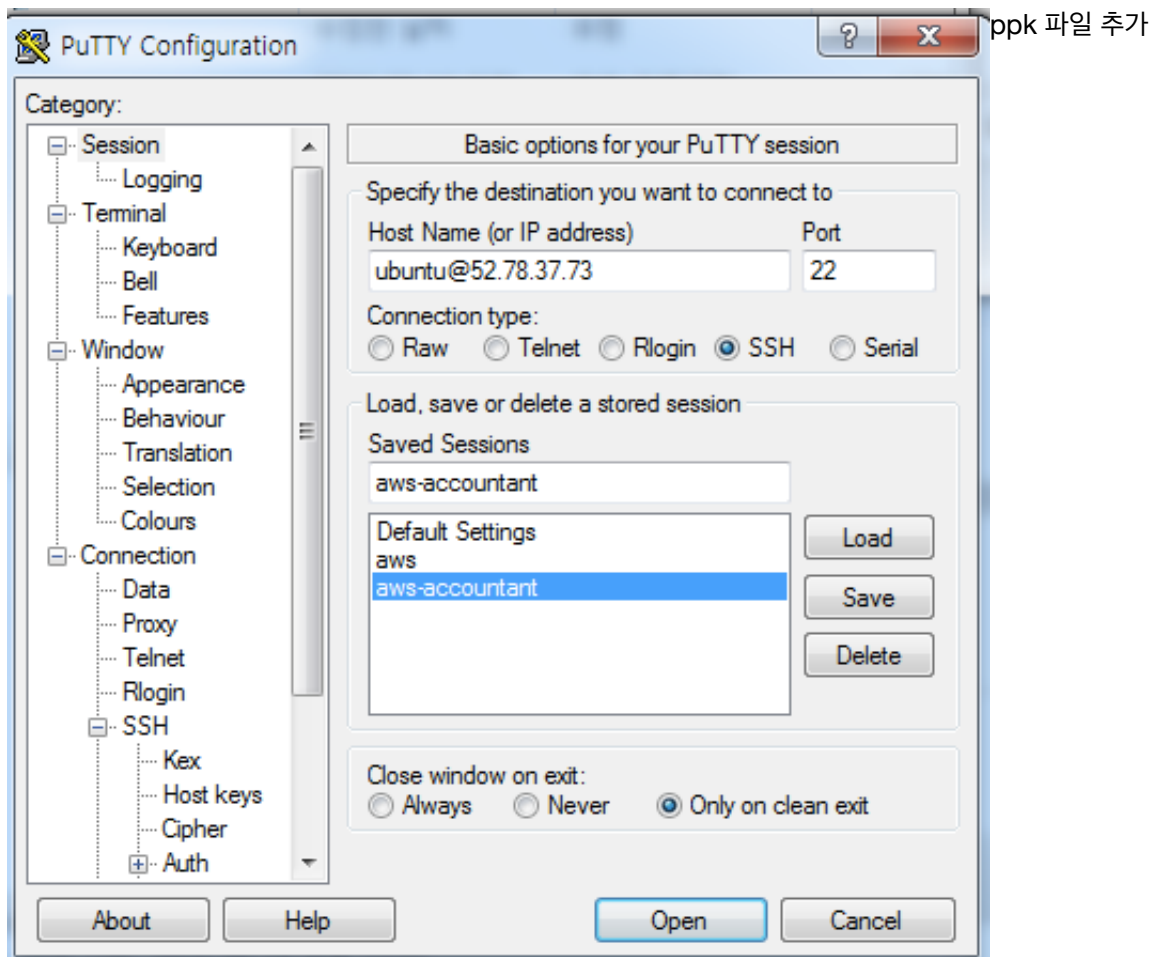 PuTTY Configuration
ppk 파일 추가
Category:
Session
Logging
Terminal
Keyboard
Bell
Features
Window
Appearance
Behaviour
Translation
Selection
Colours
Connection
Data
Proxy
Telnet
Rlogin
SSH
Kex
Host keys
Cipher
Auth
Basic options for your PuTTY session
Specify the destination you want to connect to
Host Name (or IP address) Port
ubuntu@52.78.37.73 22
Connection type:
Raw Telnet Rlogin SSH Serial
Load, save or delete a stored session
Saved Sessions
aws-accountant
Default Settings
aws
aws-accountant
Load
Save
Delete
Close window on exit:
Always Never Only on clean exit
About Help Open Cancel